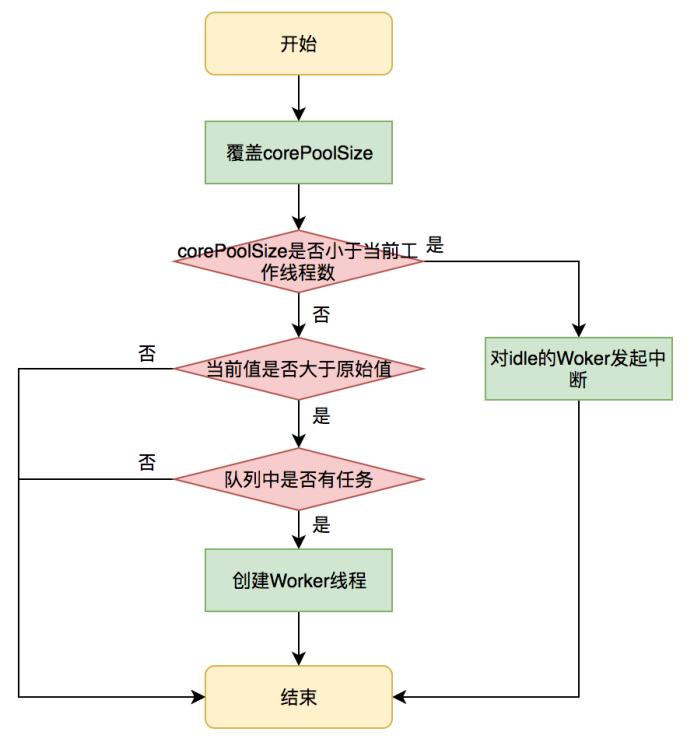 开始
覆盖corePoolSize
corePoolSize是否小于当前工
作线程数
是
否
对idle的Woker发起中
断
否
当前值是否大于原始值
是
否
队列中是否有任务
是
创建Worker线程
结束